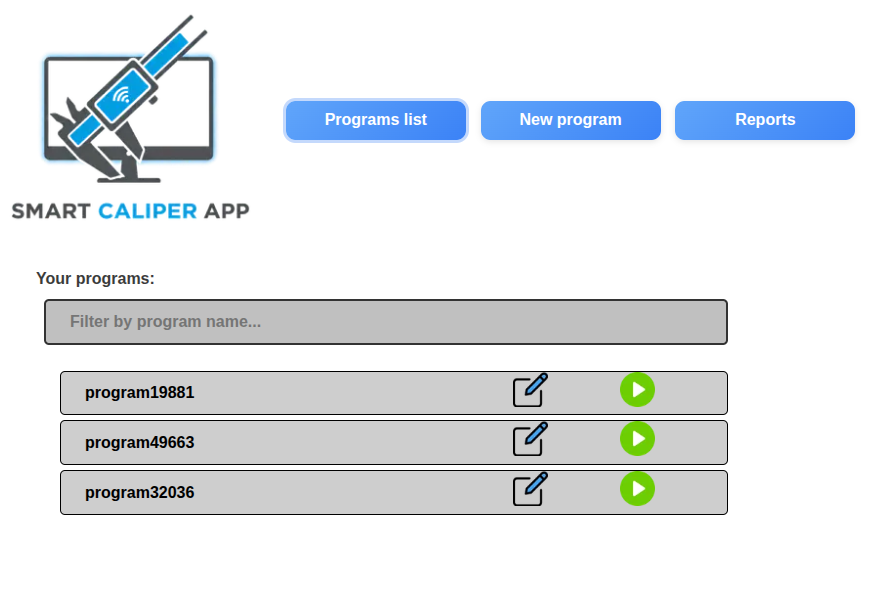 SMART CALIPER APP
Programs list
New program
Reports
Your programs:
Filter by program name...
program19881
program49663
program32036